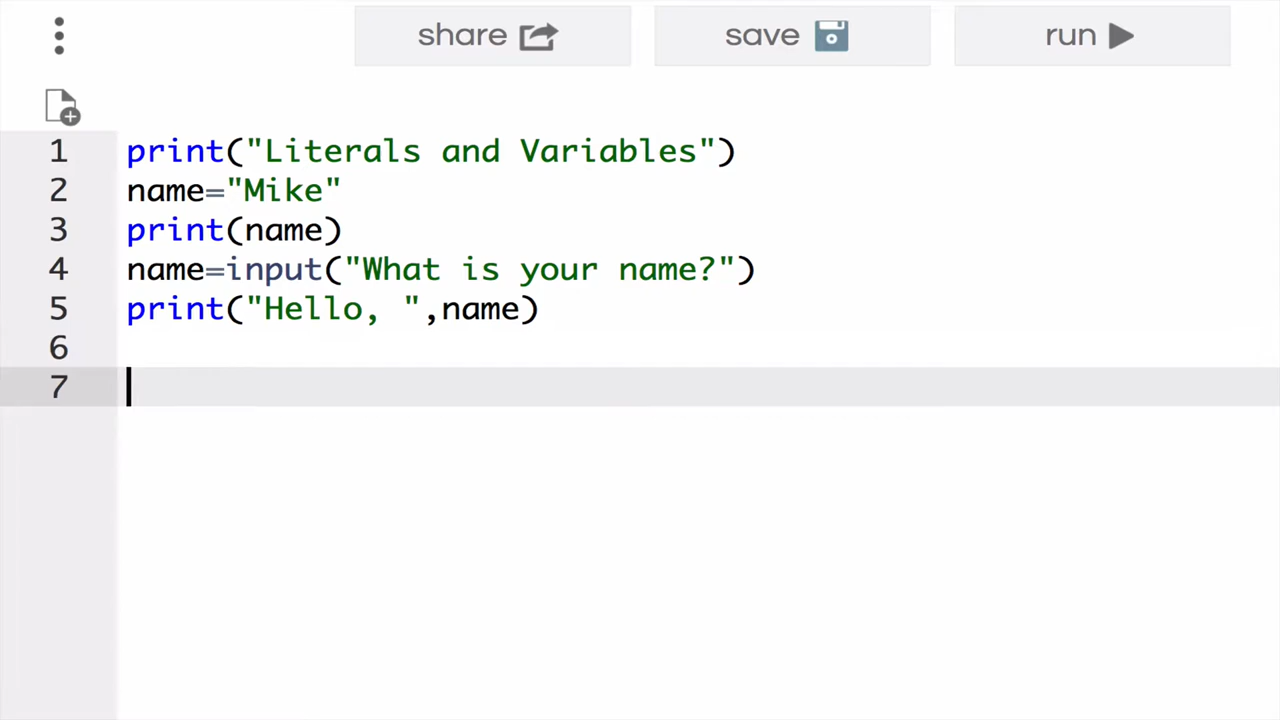 share save run
1 print("Literals and Variables")
2 name="Mike"
3 print(name)
4 name=input("What is your name?")
5 print("Hello, ",name)
6
7